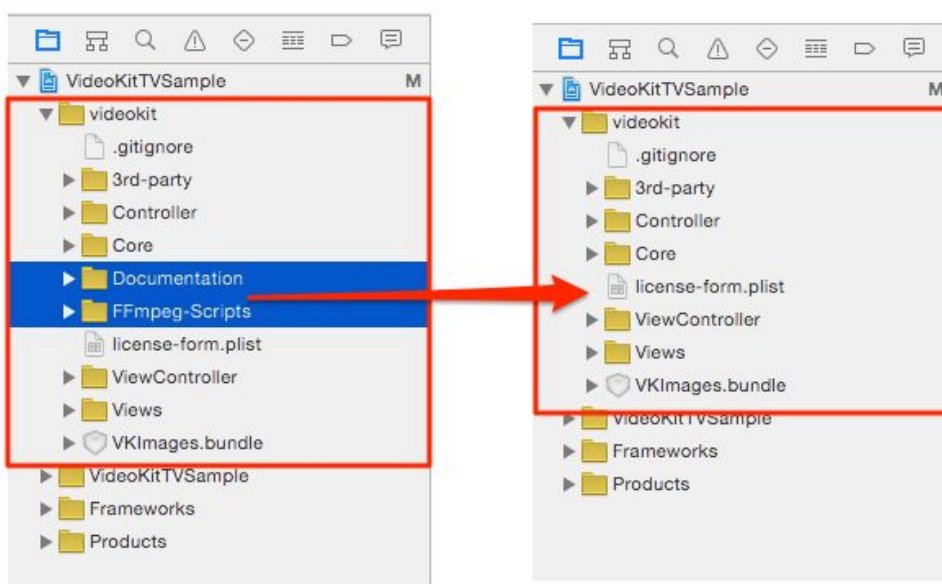 VideoKitTVSample M
videokit
.gitignore
3rd-party
Controller
Core
Documentation
FFmpeg-Scripts
license-form.plist
ViewController
Views
VKImages.bundle
VideoKitTVSample
Frameworks
Products
VideoKitTVSample M
videokit
.gitignore
3rd-party
Controller
Core
license-form.plist
ViewController
Views
VKImages.bundle
VideoKitTVSample
Frameworks
Products